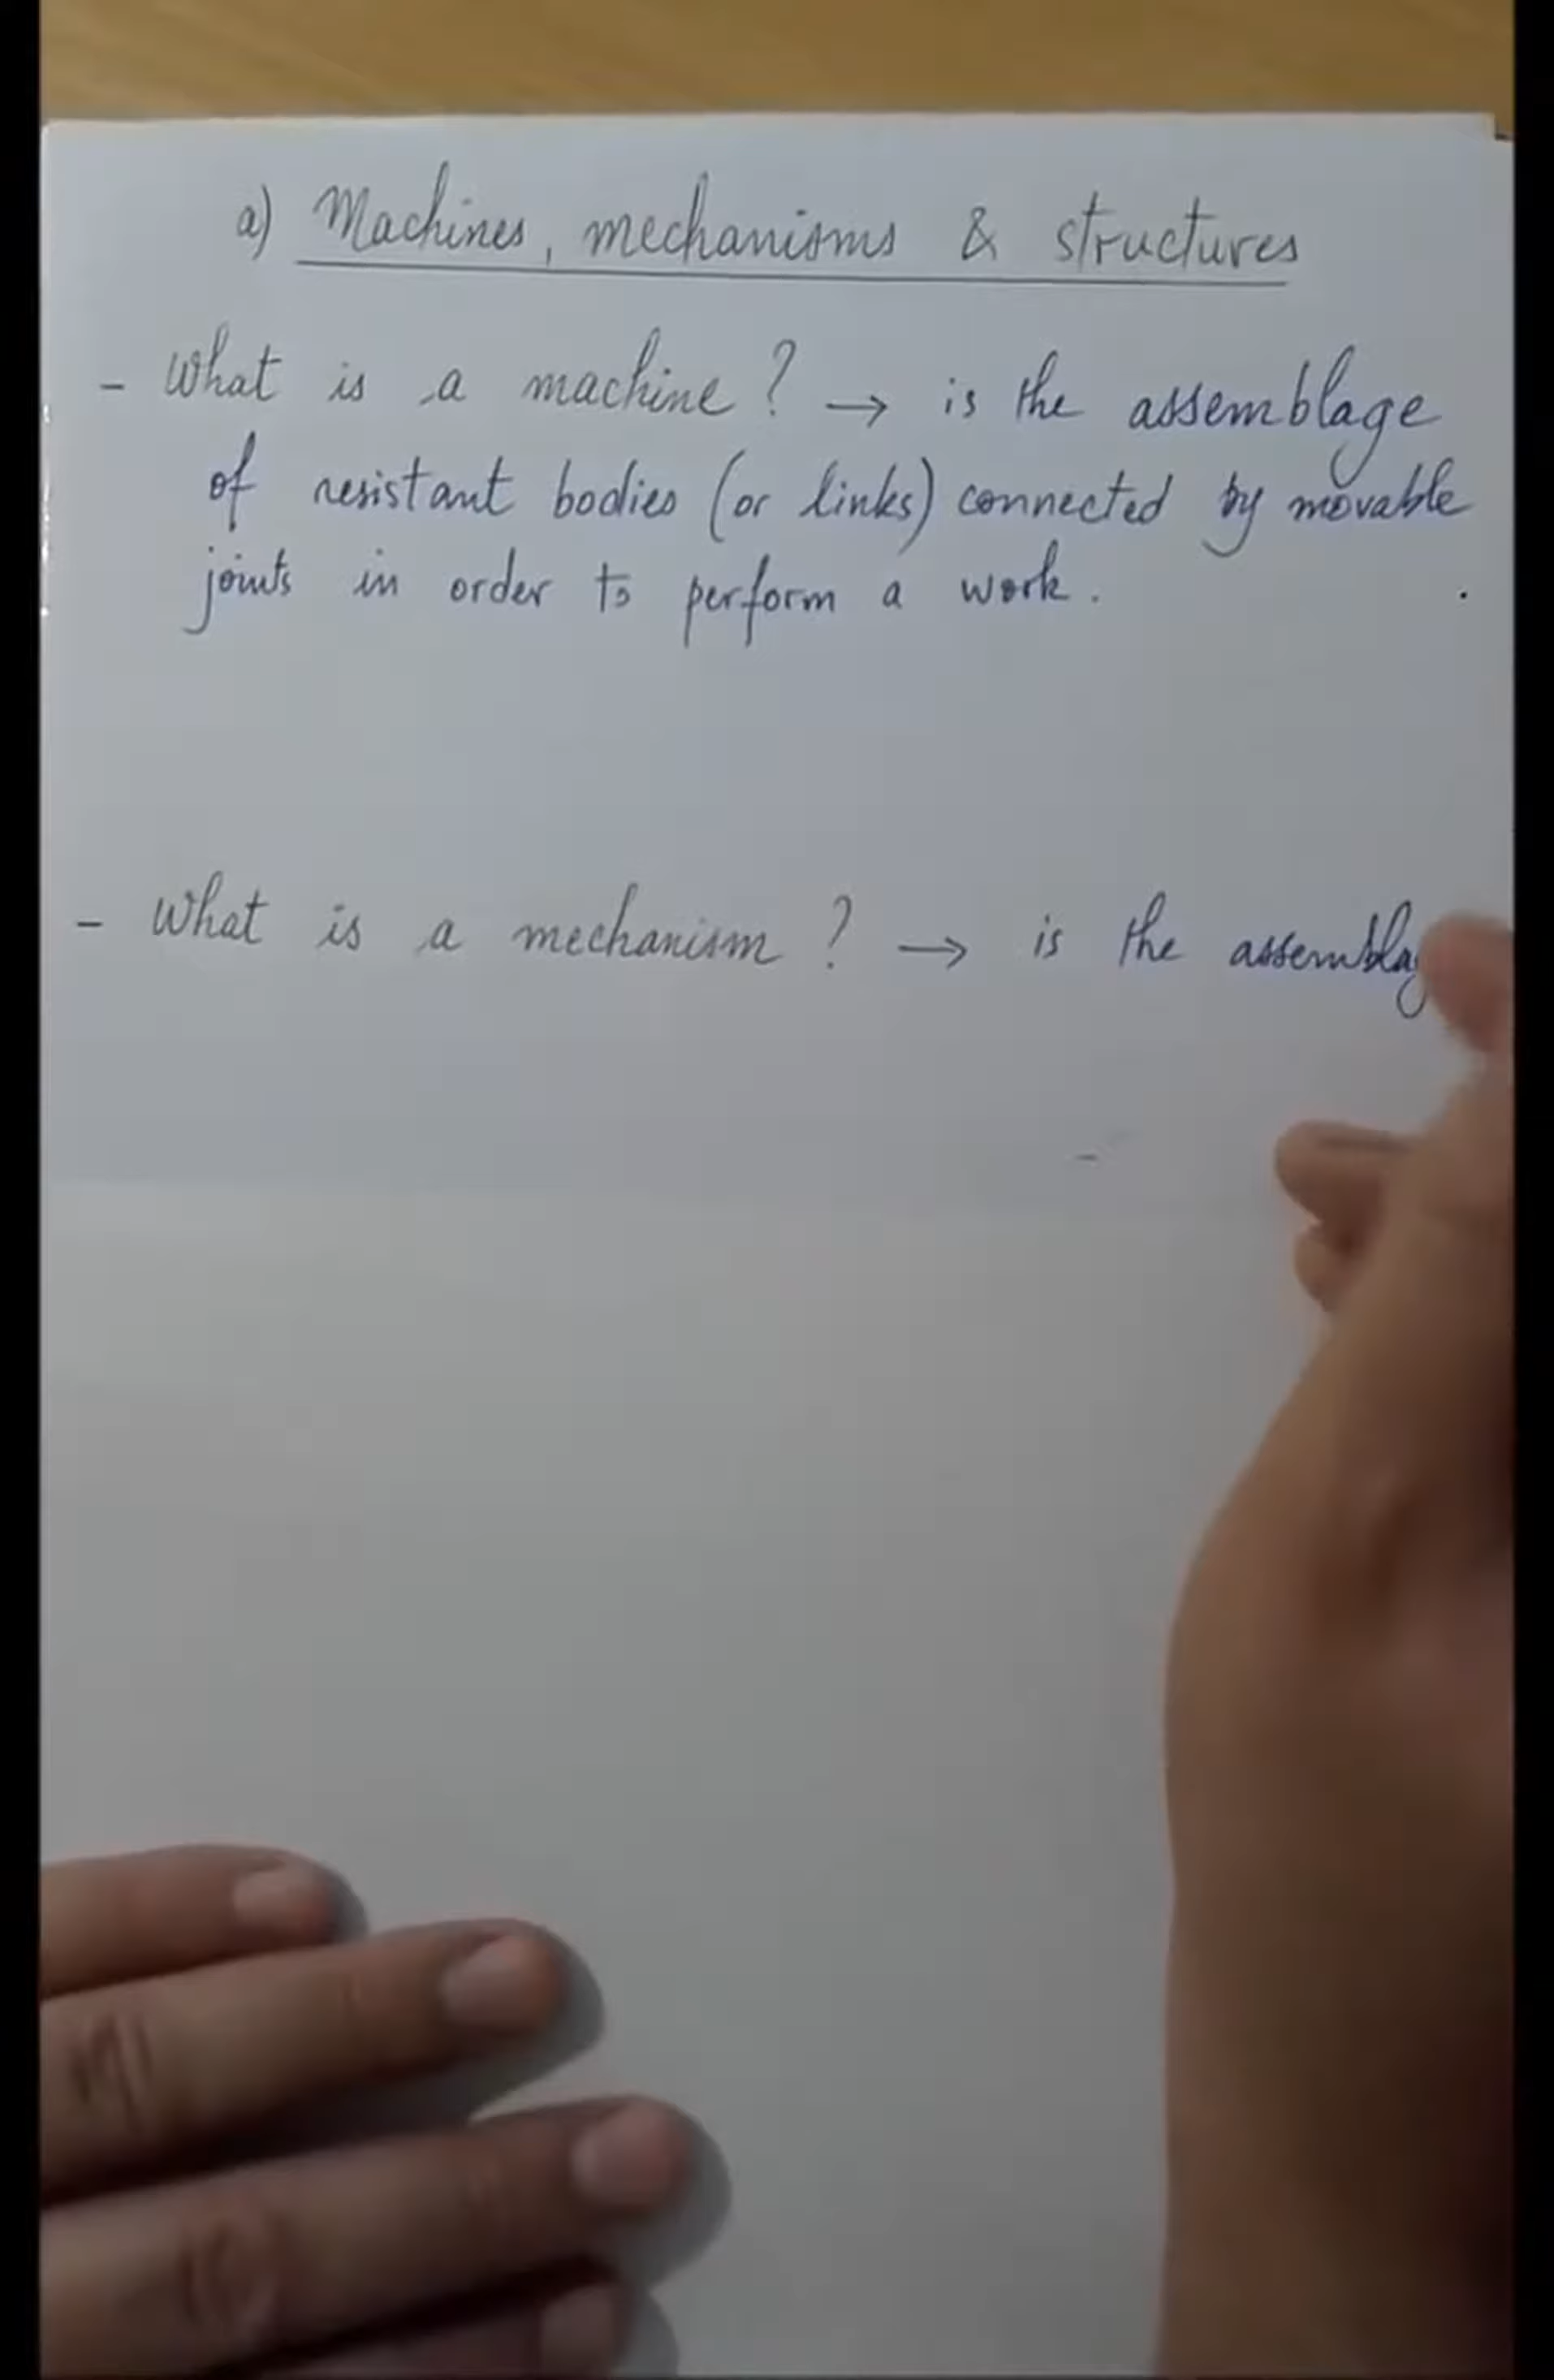 a) Machines, mechanisms & structures
- What is a machine? → is the assemblage
of resistant bodies (or links) connected by movable
joints in order to perform a work.
- What is a mechanism? → is the assemblag